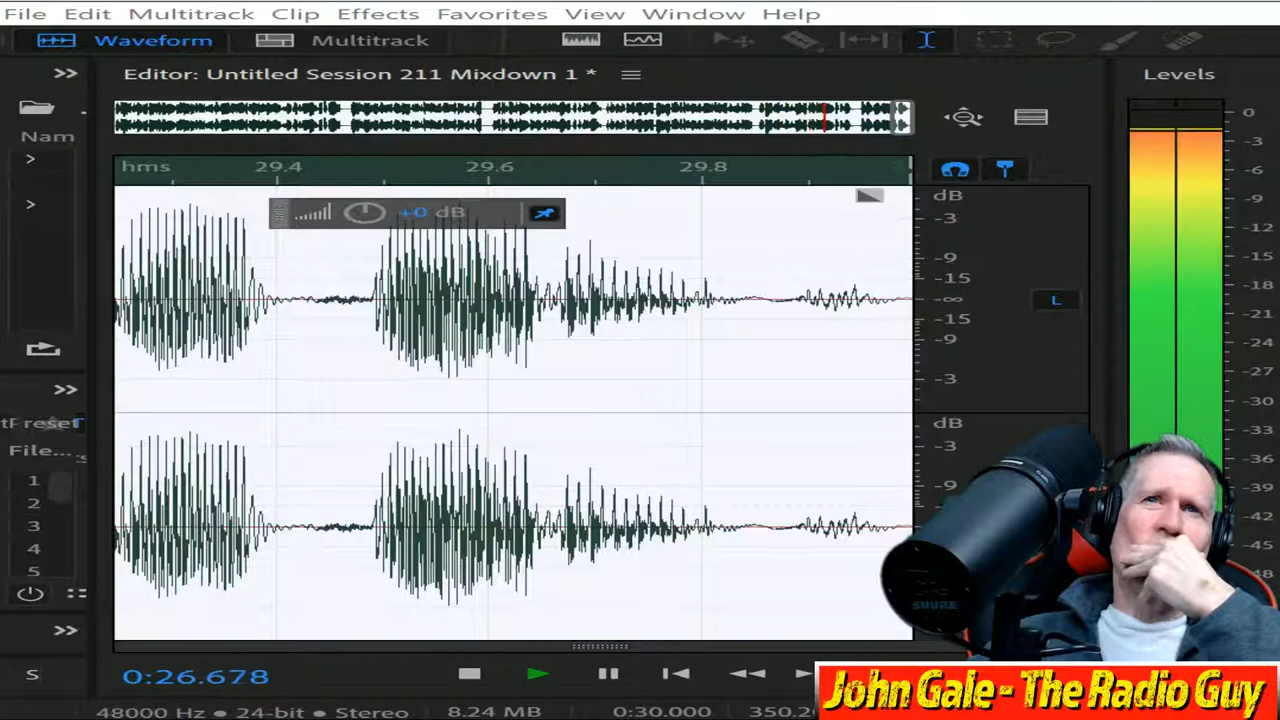 File Edit Multitrack Clip Effects Favorites View Window Help
Waveform Multitrack
Editor: Untitled Session 211 Mixdown 1 *
Levels
Nam
hms 29.4 29.6 29.8
+0 dB
dB
-3
-9
-15
-∞
-15
-9
-3
L
dB
-3
-9
0
-3
-6
-9
-12
-15
-18
-21
-24
-27
-30
-33
-36
-39
-42
-45
-48
reset
File...
1
2
3
4
5
S
SHURE
0:26.678
48000 Hz ● 24-bit ● Stereo 8.24 MB 0:30.000 350.2
John Gale - The Radio Guy